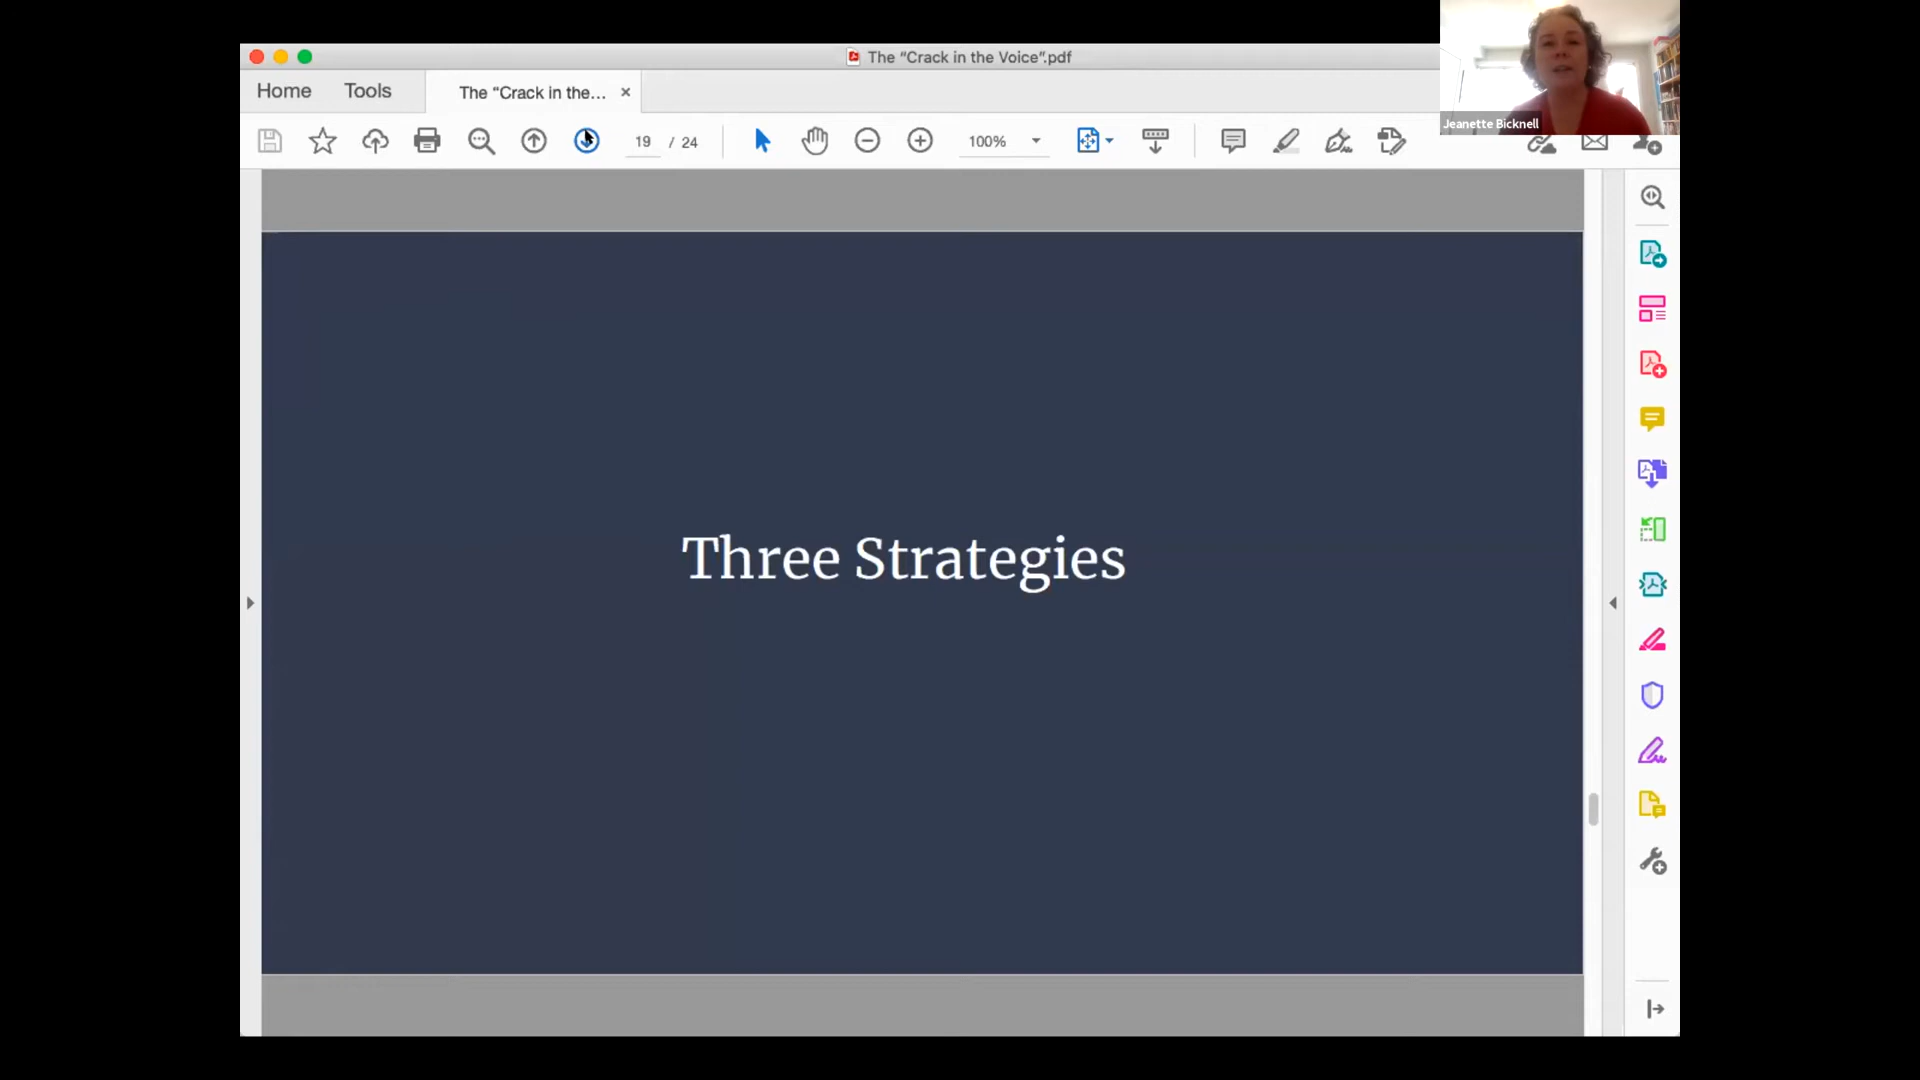 The “Crack in the Voice”.pdf
Home
Tools
The “Crack in the...
19 / 24
100%
Jeanette Bicknell
Three Strategies